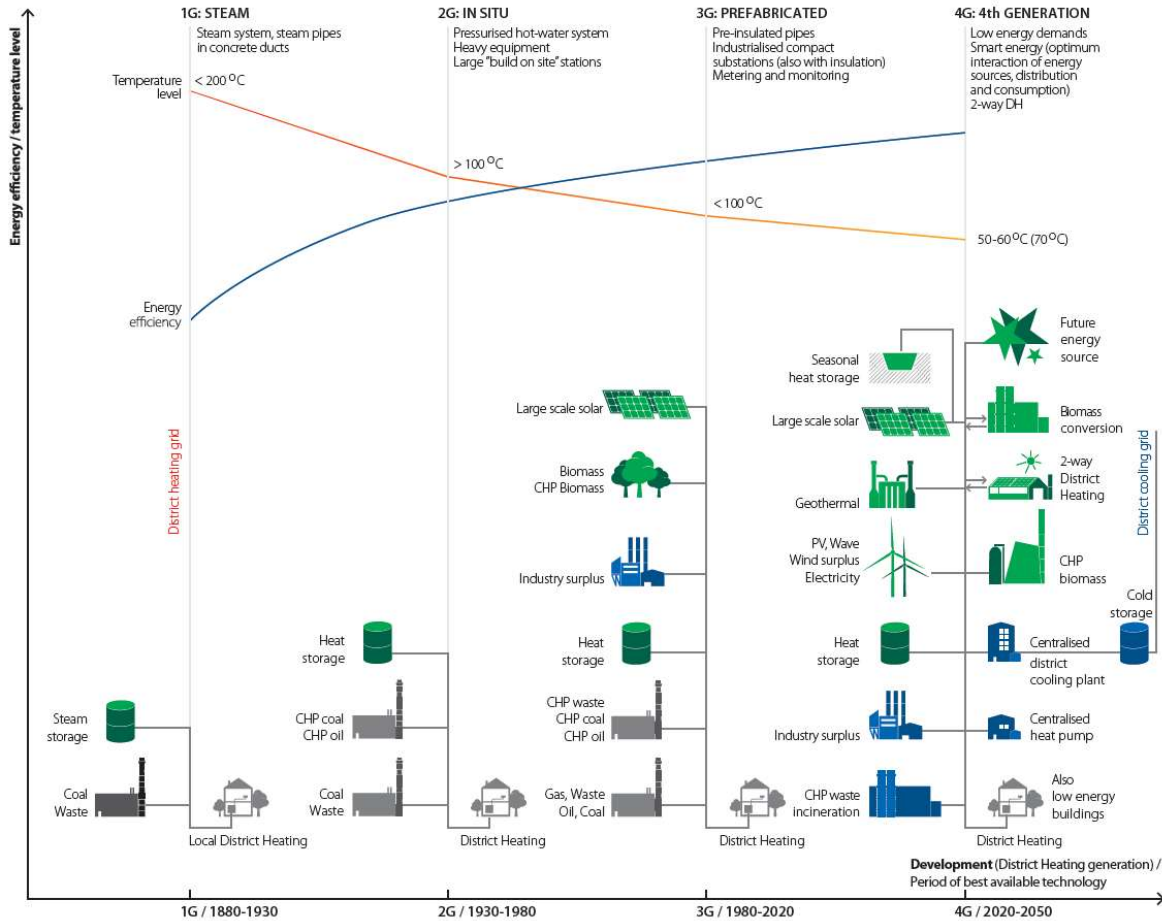 1G: STEAM
Steam system, steam pipes
in concrete ducts
2G: IN SITU
Pressurised hot-water system
Heavy equipment
Large "build on site" stations
3G: PREFABRICATED
Pre-insulated pipes
Industrialised compact
substations (also with insulation)
Metering and monitoring
4G: 4th GENERATION
Low energy demands
Smart energy (optimum
interaction of energy
sources, distribution
and consumption)
2-way DH
Energy efficiency / temperature level
Temperature
level
< 200 °C
> 100 °C
< 100 °C
50-60°C (70°C)
Energy
efficiency
District heating grid
Large scale solar
Biomass
CHP Biomass
Industry surplus
Seasonal
heat storage
Large scale solar
Geothermal
PV, Wave
Wind surplus
Electricity
Future
energy
source
Biomass
conversion
2-way
District
Heating
CHP
biomass
District cooling grid
Cold
storage
Steam
storage
Coal
Waste
Local District Heating
Heat
storage
CHP coal
CHP oil
Coal
Waste
District Heating
Heat
storage
CHP waste
CHP coal
CHP oil
Gas, Waste
Oil, Coal
District Heating
Heat
storage
Industry surplus
CHP waste
incineration
Centralised
district
cooling plant
Centralised
heat pump
Also
low energy
buildings
District Heating
Development (District Heating generation) /
Period of best available technology
1G / 1880-1930
2G / 1930-1980
3G / 1980-2020
4G / 2020-2050